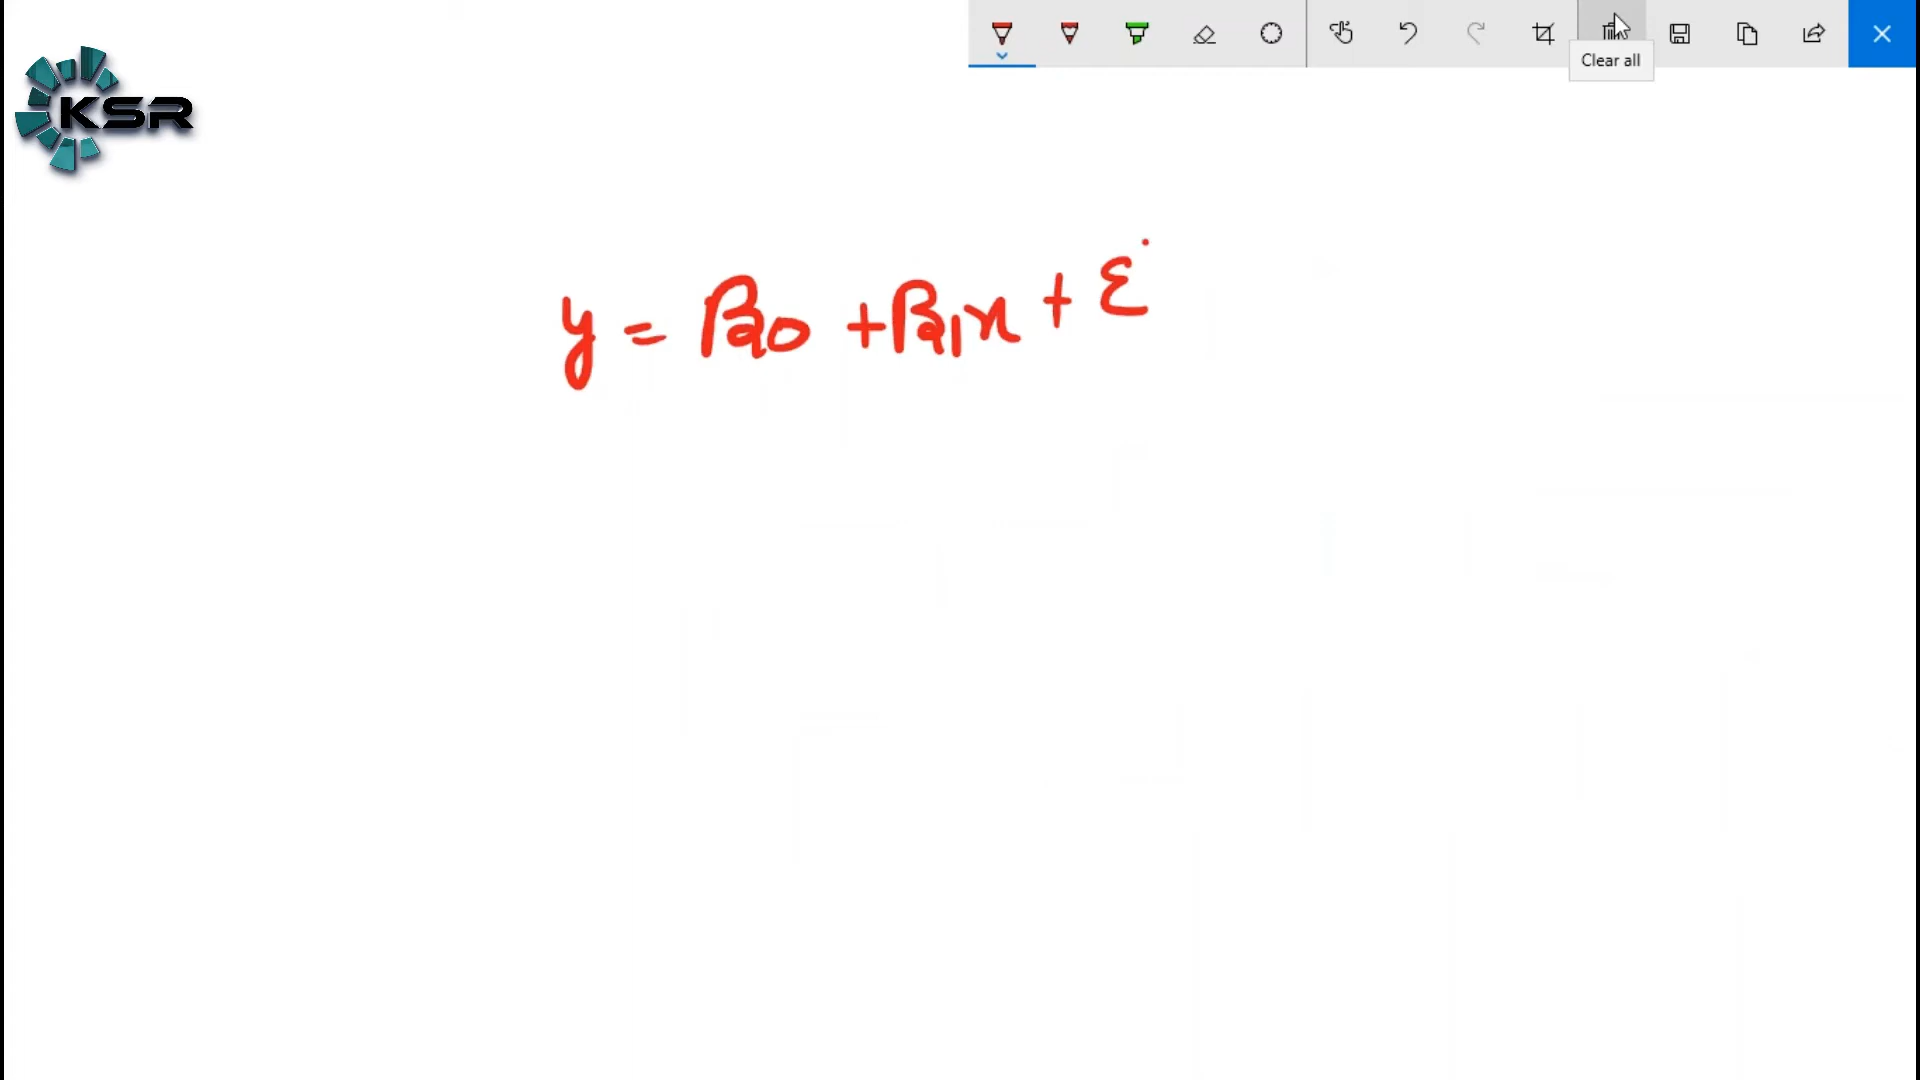 KSR
Clear all
y = β0 + β1x + ε